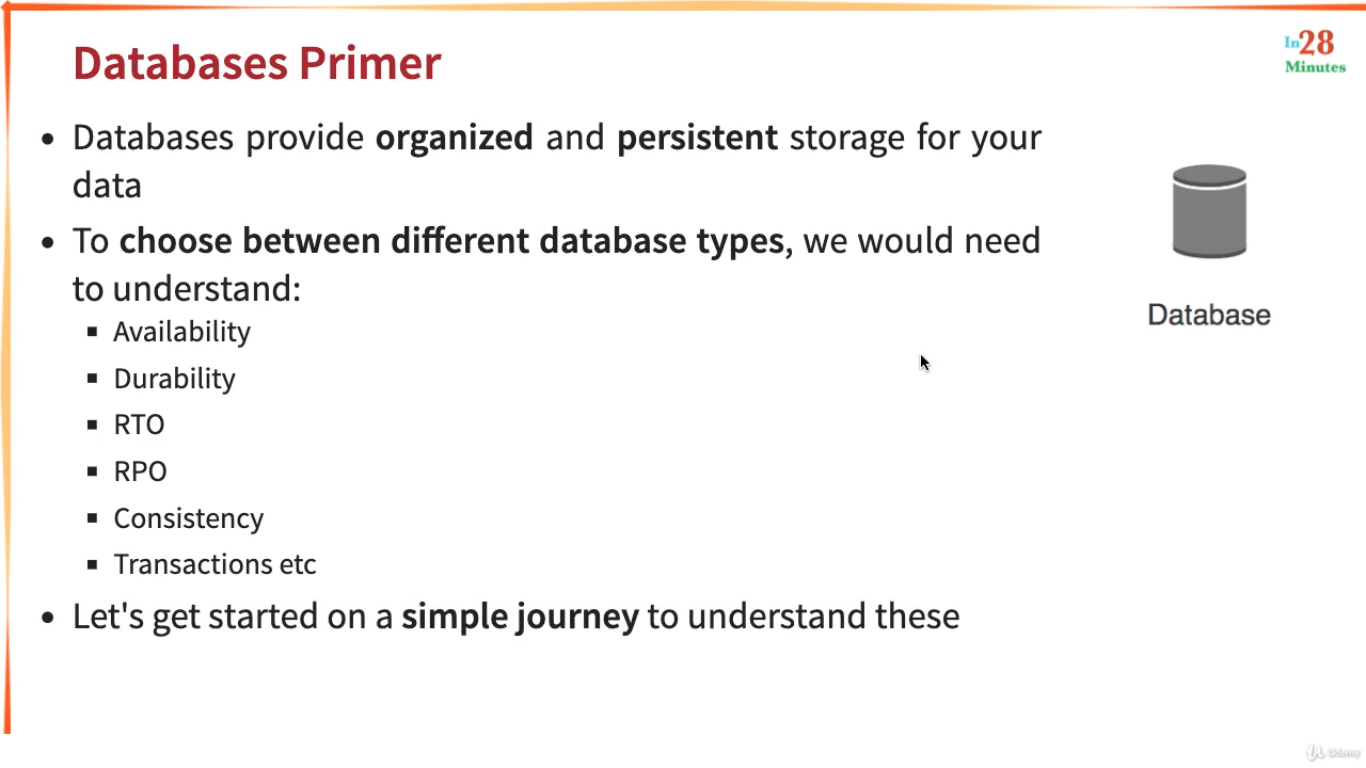 Databases Primer
In28
Minutes
• Databases provide organized and persistent storage for your
data
• To choose between different database types, we would need
to understand:
▪ Availability
▪ Durability
▪ RTO
▪ RPO
▪ Consistency
▪ Transactions etc
• Let's get started on a simple journey to understand these
Database
Udemy